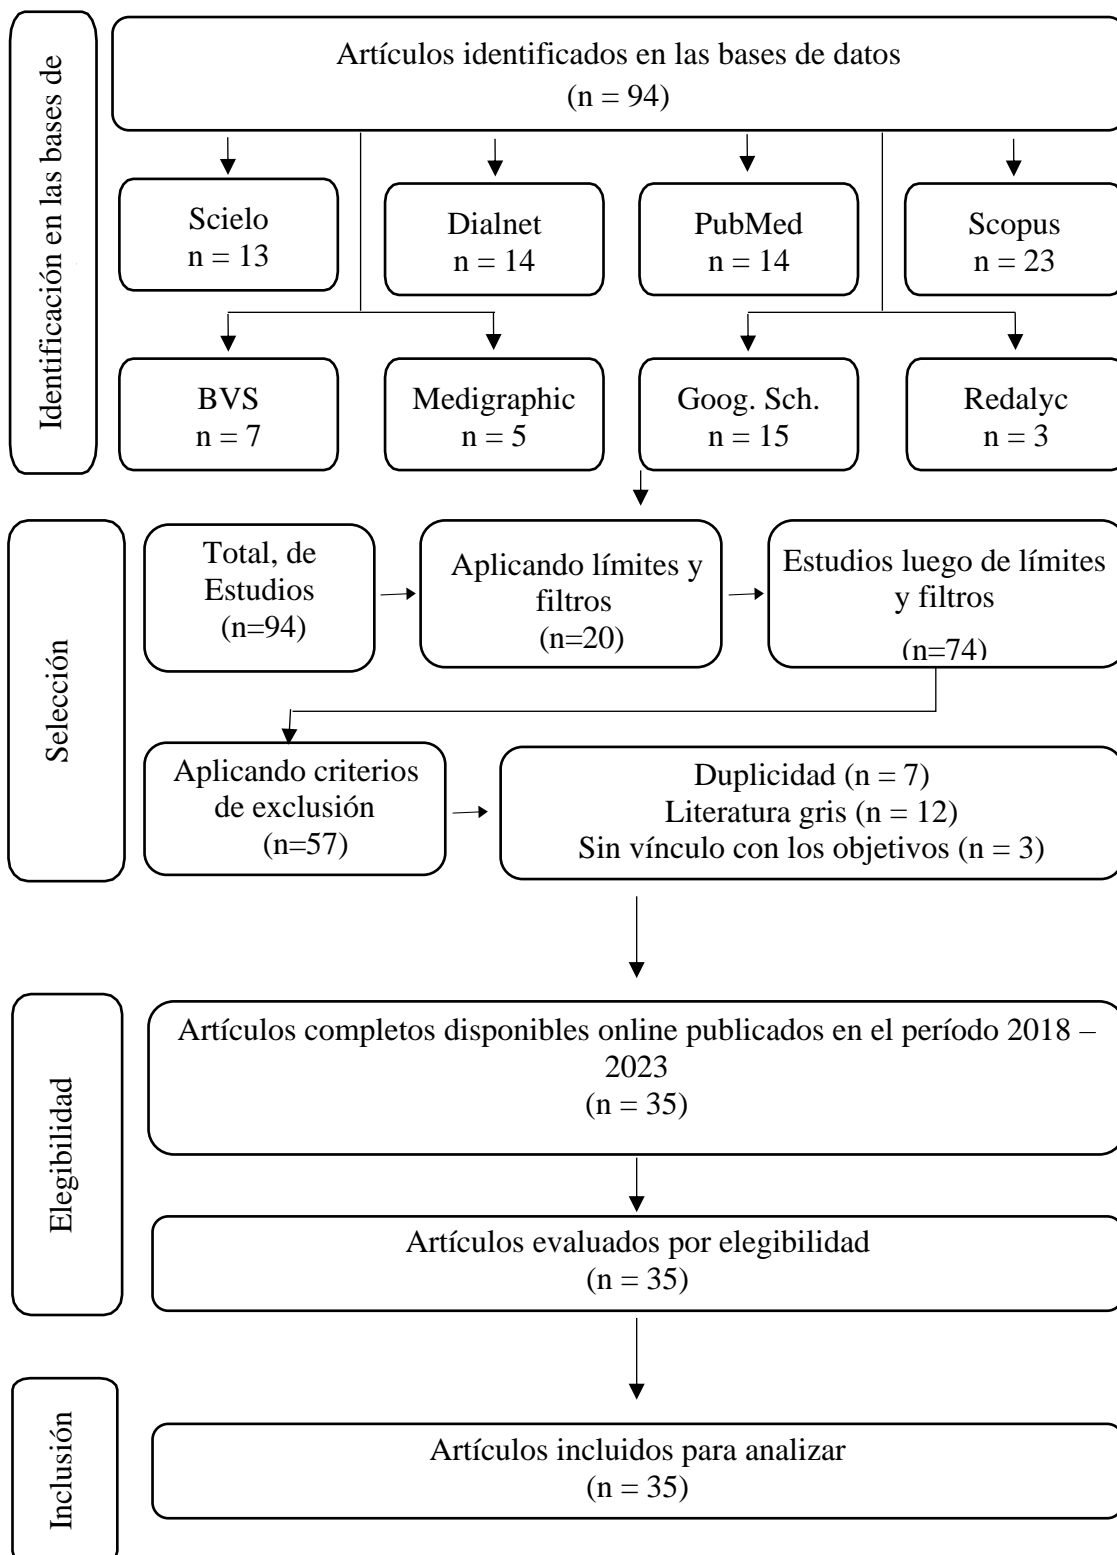 Identificación en las bases de
Artículos identificados en las bases de datos
(n = 94)
Scielo
n = 13
Dialnet
n = 14
PubMed
n = 14
Scopus
n = 23
BVS
n = 7
Medigraphic
n = 5
Goog. Sch.
n = 15
Redalyc
n = 3
Selección
Total, de
Estudios
(n=94)
Aplicando límites y
filtros
(n=20)
Estudios luego de límites
y filtros
(n=74)
Aplicando criterios
de exclusión
(n=57)
Duplicidad (n = 7)
Literatura gris (n = 12)
Sin vínculo con los objetivos (n = 3)
Elegibilidad
Artículos completos disponibles online publicados en el período 2018 –
2023
(n = 35)
Artículos evaluados por elegibilidad
(n = 35)
Inclusión
Artículos incluidos para analizar
(n = 35)